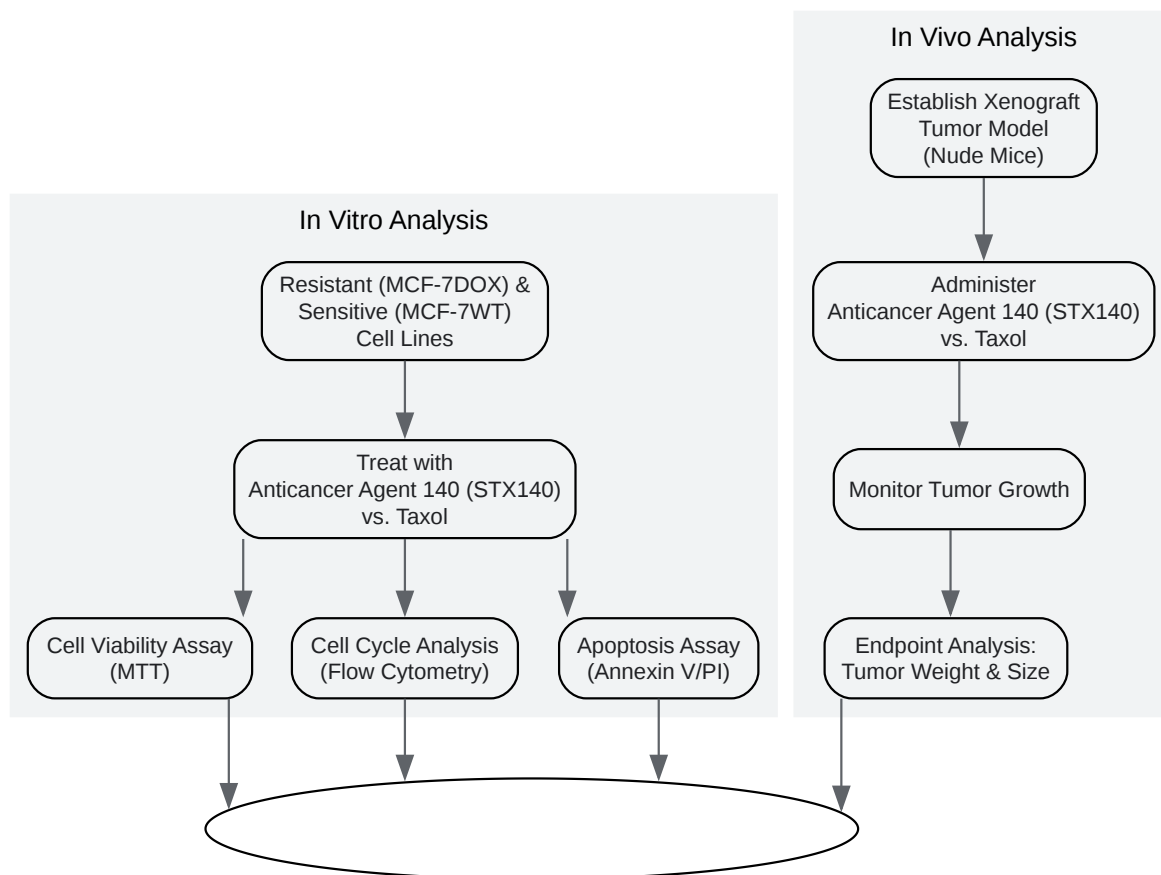 In Vitro Analysis
Resistant (MCF-7DOX) &
Sensitive (MCF-7WT)
Cell Lines
Treat with
Anticancer Agent 140 (STX140)
vs. Taxol
Cell Viability Assay
(MTT)
Cell Cycle Analysis
(Flow Cytometry)
Apoptosis Assay
(Annexin V/PI)
In Vivo Analysis
Establish Xenograft
Tumor Model
(Nude Mice)
Administer
Anticancer Agent 140 (STX140)
vs. Taxol
Monitor Tumor Growth
Endpoint Analysis:
Tumor Weight & Size